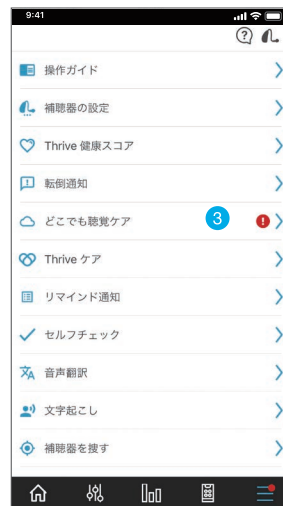 9:41
操作ガイド
補聴器の設定
Thrive 健康スコア
転倒通知
どこでも聴覚ケア 3
Thrive ケア
リマインド通知
セルフチェック
音声翻訳
文字起こし
補聴器を捜す